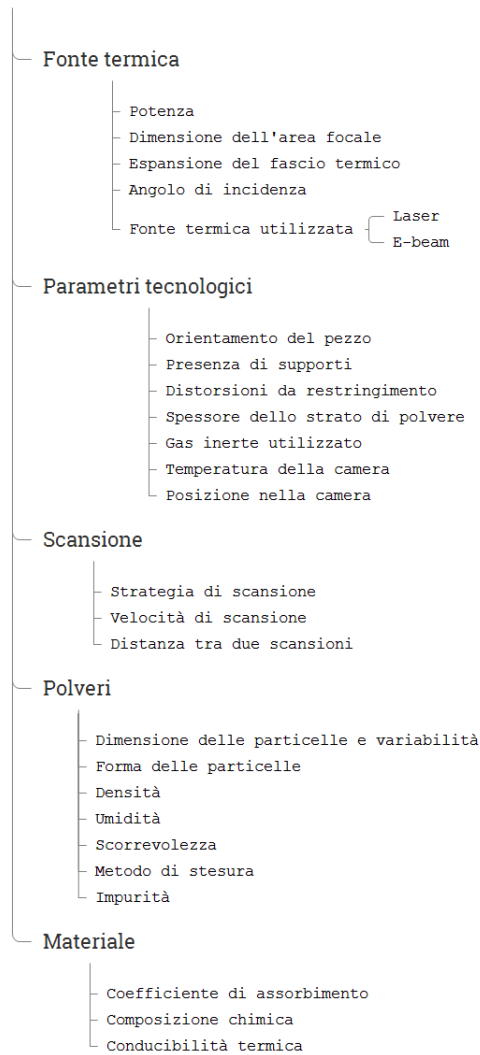 Fonte termica
Potenza
Dimensione dell'area focale
Espansione del fascio termico
Angolo di incidenza
Fonte termica utilizzata
Laser
E-beam
Parametri tecnologici
Orientamento del pezzo
Presenza di supporti
Distorsioni da restringimento
Spessore dello strato di polvere
Gas inerte utilizzato
Temperatura della camera
Posizione nella camera
Scansione
Strategia di scansione
Velocità di scansione
Distanza tra due scansioni
Polveri
Dimensione delle particelle e variabilità
Forma delle particelle
Densità
Umidità
Scorrevolezza
Metodo di stesura
Impurità
Materiale
Coefficiente di assorbimento
Composizione chimica
Conducibilità termica